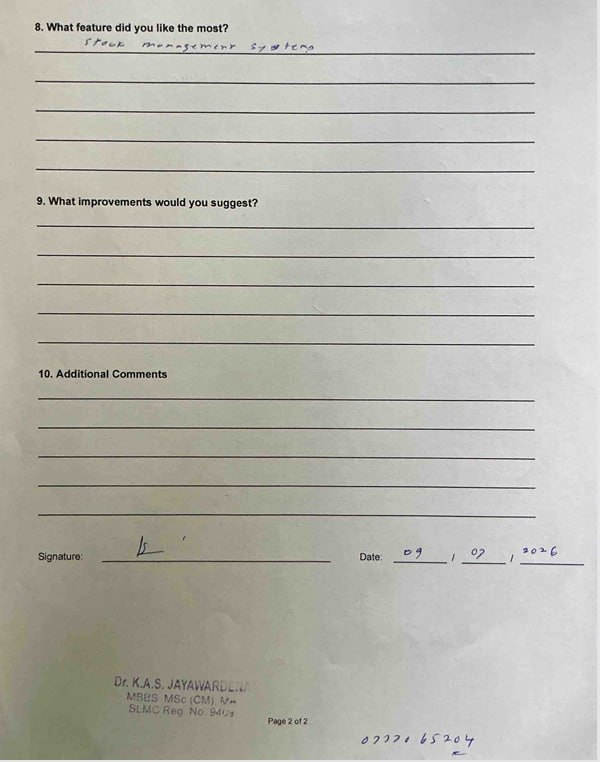 8. What feature did you like the most?
Stock management systems
9. What improvements would you suggest?
10. Additional Comments
Signature: Date: 09 / 07 / 2026
Dr. K.A.S. JAYAWARDENA
MBBS MSc (CM)
SLMC Reg. No.
Page 2 of 2
0777065204